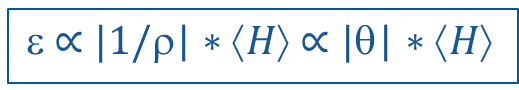 ε ∝ |1/ρ| * ⟨H⟩ ∝ |θ| * ⟨H⟩